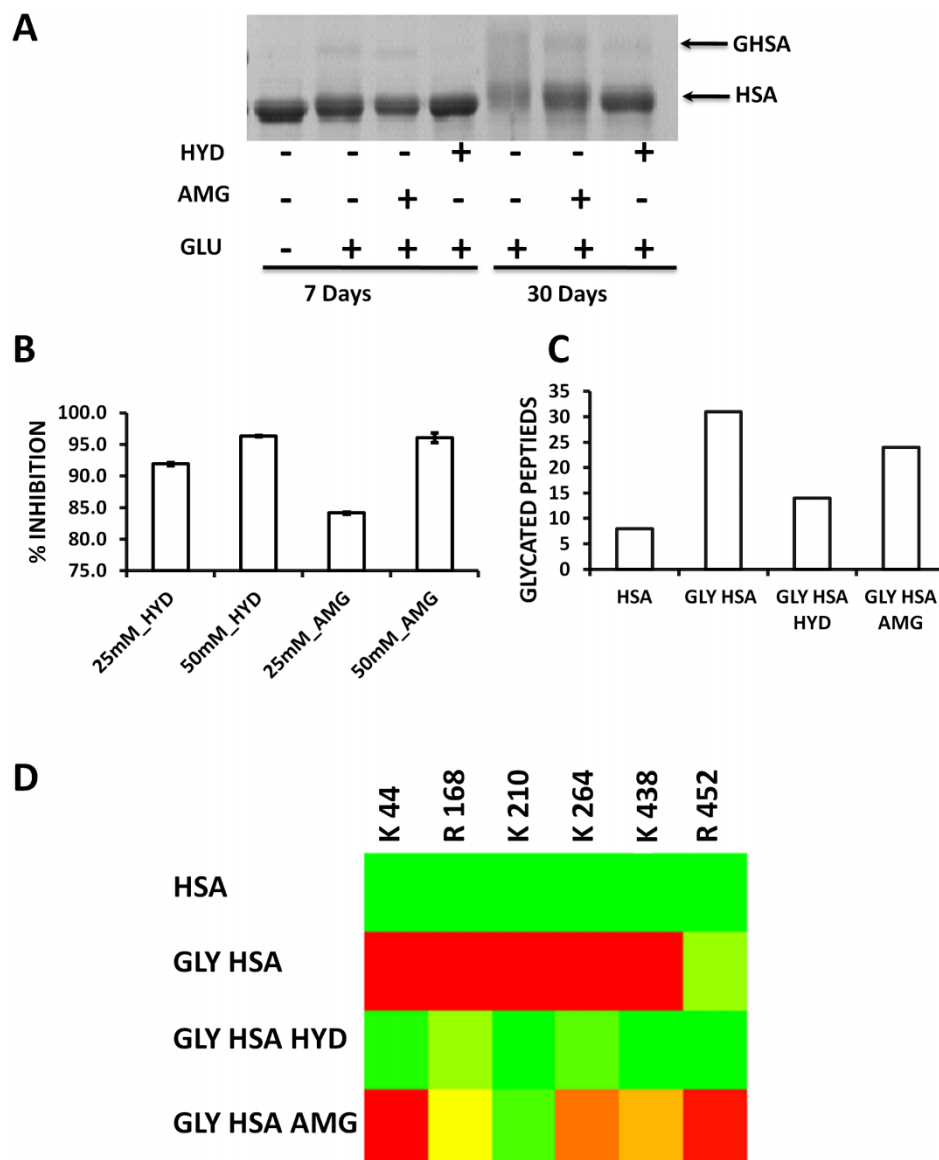 A
GHSA
HSA
HYD - - - + - - +
AMG - - + - - + -
GLU - + + + + + +
7 Days 30 Days
B
% INHIBITION
100.0
95.0
90.0
85.0
80.0
75.0
25mM_HYD
50mM_HYD
25mM_AMG
50mM_AMG
C
GLYCATED PEPTIEDS
35
30
25
20
15
10
5
0
HSA
GLY HSA
GLY HSA
HYD
GLY HSA
AMG
D
K 44
R 168
K 210
K 264
K 438
R 452
HSA
GLY HSA
GLY HSA HYD
GLY HSA AMG